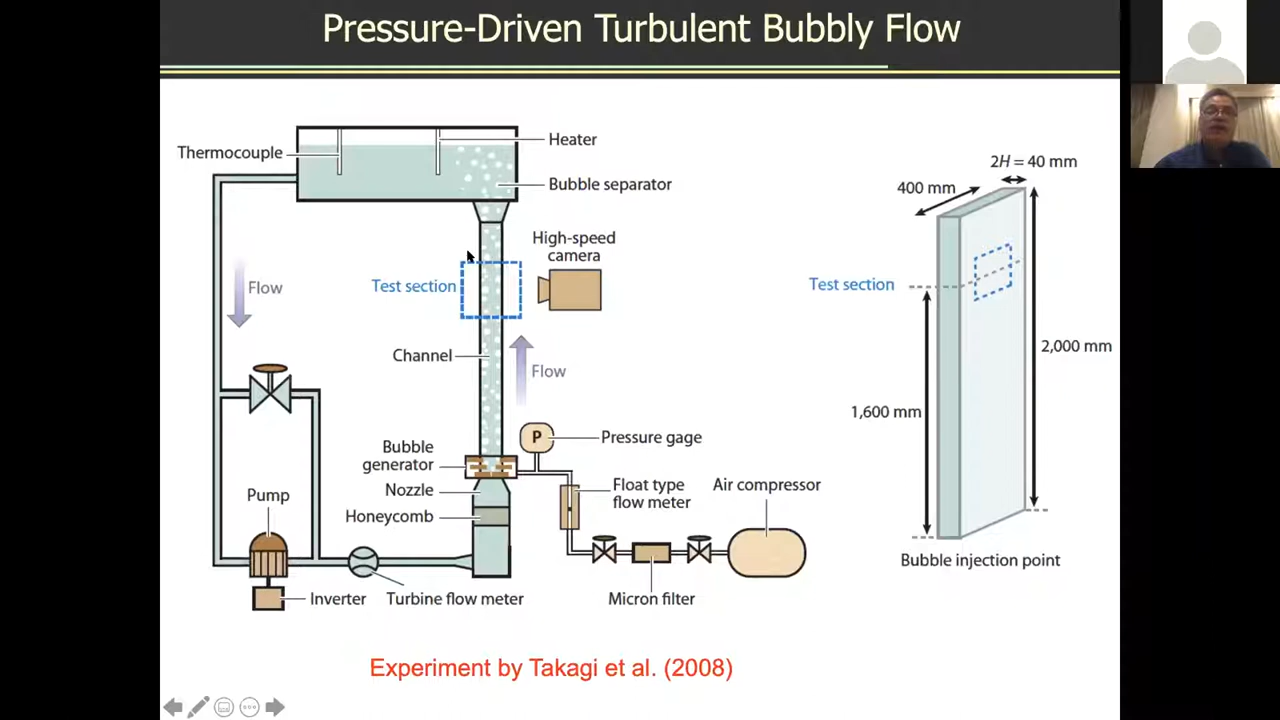 Pressure-Driven Turbulent Bubbly Flow
Thermocouple
Heater
Bubble separator
High-speed
camera
Test section
Flow
Channel
Flow
Bubble
generator
Nozzle
Honeycomb
Pump
Inverter
Turbine flow meter
P
Pressure gage
Float type
flow meter
Air compressor
Micron filter
2H = 40 mm
400 mm
Test section
2,000 mm
1,600 mm
Bubble injection point
Experiment by Takagi et al. (2008)